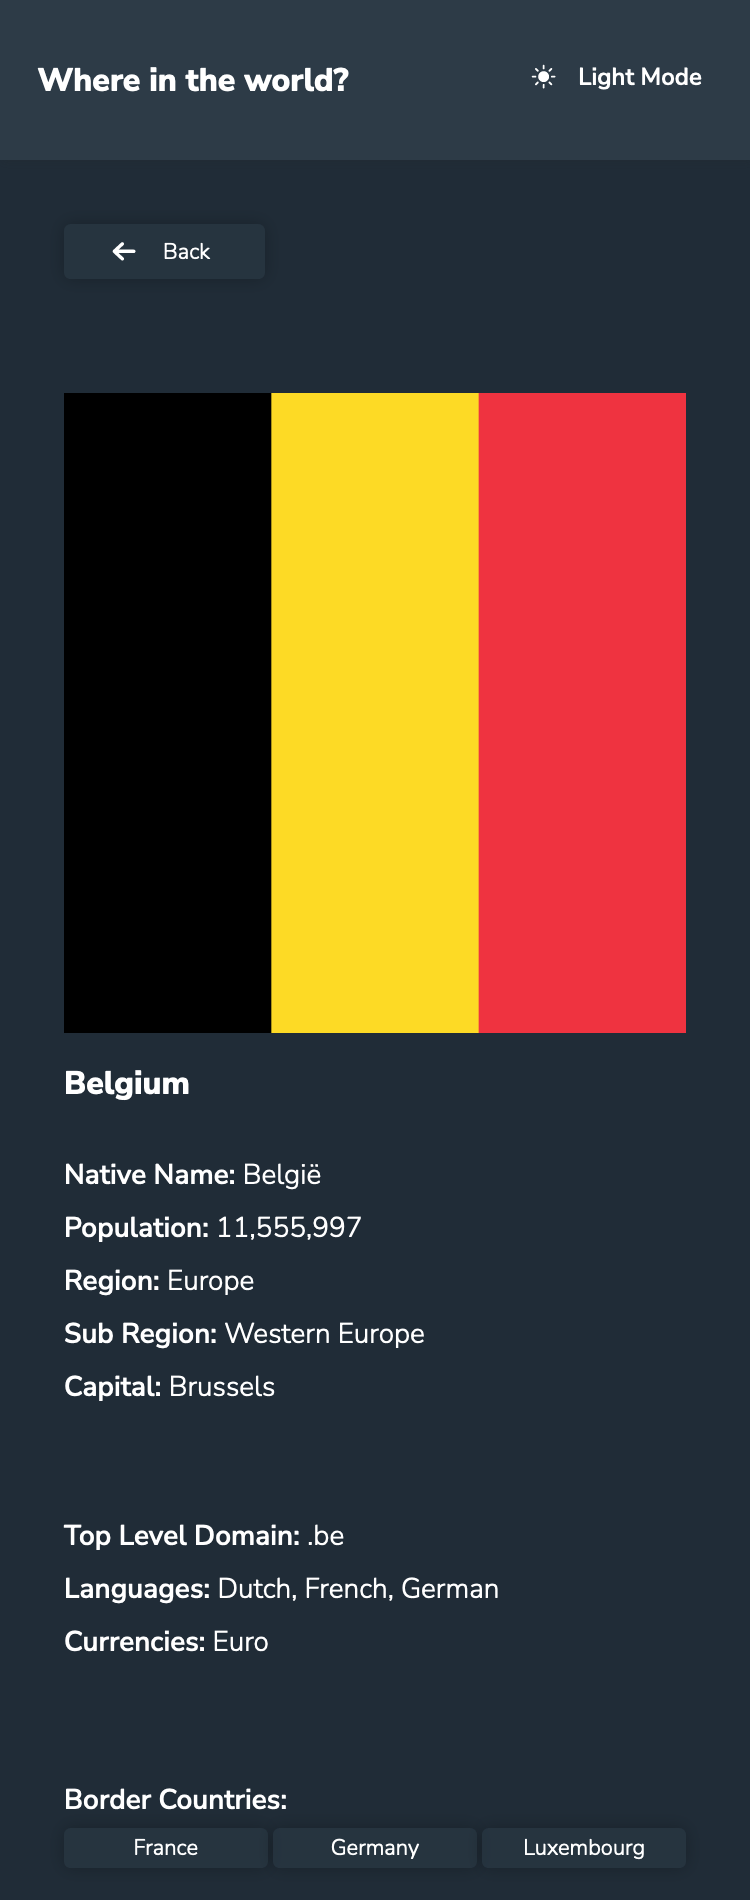 Where in the world?
Light Mode
Back
Belgium
Native Name: België
Population: 11,555,997
Region: Europe
Sub Region: Western Europe
Capital: Brussels
Top Level Domain: .be
Languages: Dutch, French, German
Currencies: Euro
Border Countries:
France
Germany
Luxembourg